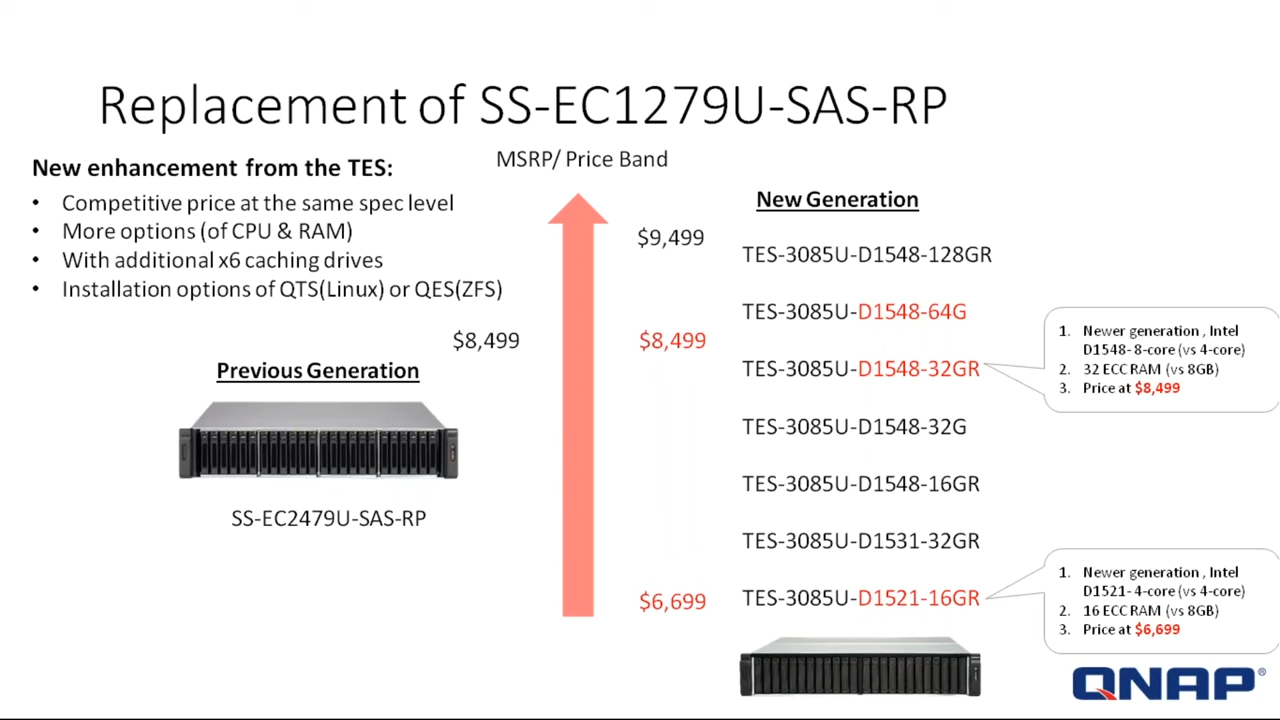 Replacement of SS-EC1279U-SAS-RP
New enhancement from the TES:
• Competitive price at the same spec level
• More options (of CPU & RAM)
• With additional x6 caching drives
• Installation options of QTS(Linux) or QES(ZFS)
$8,499
Previous Generation
SS-EC2479U-SAS-RP
MSRP/ Price Band
$9,499
$8,499
$6,699
New Generation
TES-3085U-D1548-128GR
TES-3085U-D1548-64G
TES-3085U-D1548-32GR
TES-3085U-D1548-32G
TES-3085U-D1548-16GR
TES-3085U-D1531-32GR
TES-3085U-D1521-16GR
1. Newer generation , Intel
D1548- 8-core (vs 4-core)
2. 32 ECC RAM (vs 8GB)
3. Price at $8,499
1. Newer generation , Intel
D1521- 4-core (vs 4-core)
2. 16 ECC RAM (vs 8GB)
3. Price at $6,699
QNAP®